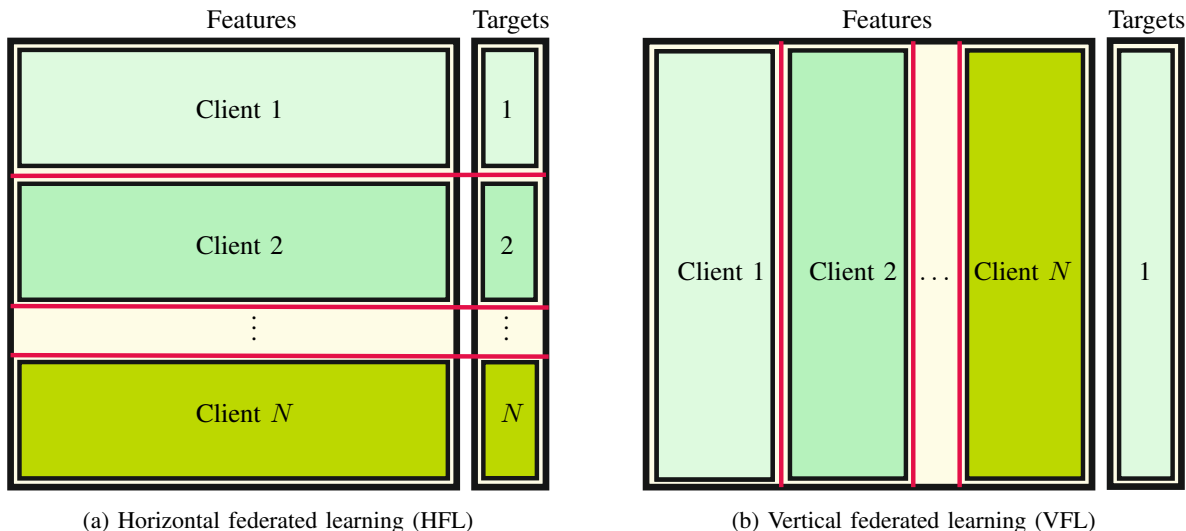 Features Targets
Client 1 1
Client 2 2
⋮ ⋮
Client N N
(a) Horizontal federated learning (HFL)
Features Targets
Client 1 Client 2 ... Client N 1
(b) Vertical federated learning (VFL)